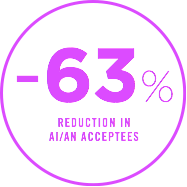 -63%
REDUCTION IN
AI/AN ACCEPTEES